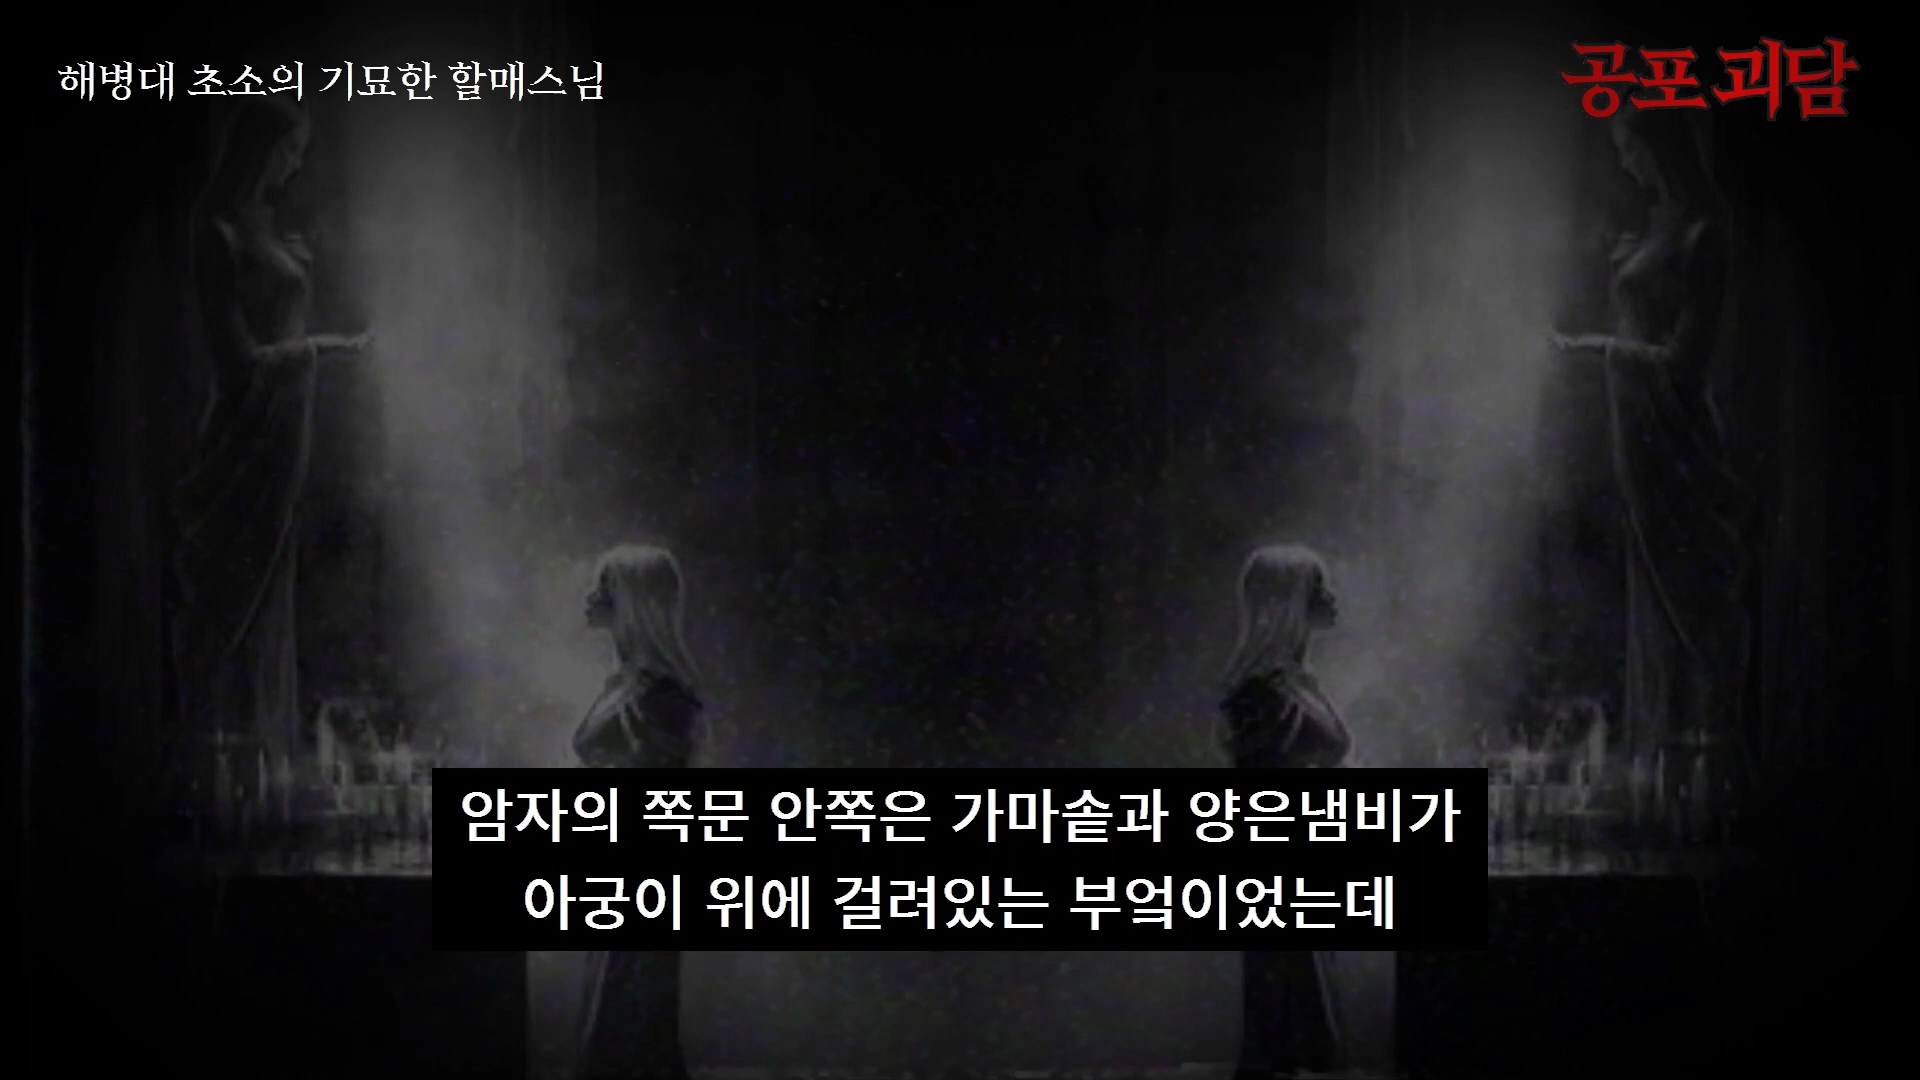 해병대 초소의 기묘한 할매스님
공포괴담
암자의 쪽문 안쪽은 가마솥과 양은냄비가
아궁이 위에 걸려있는 부엌이었는데